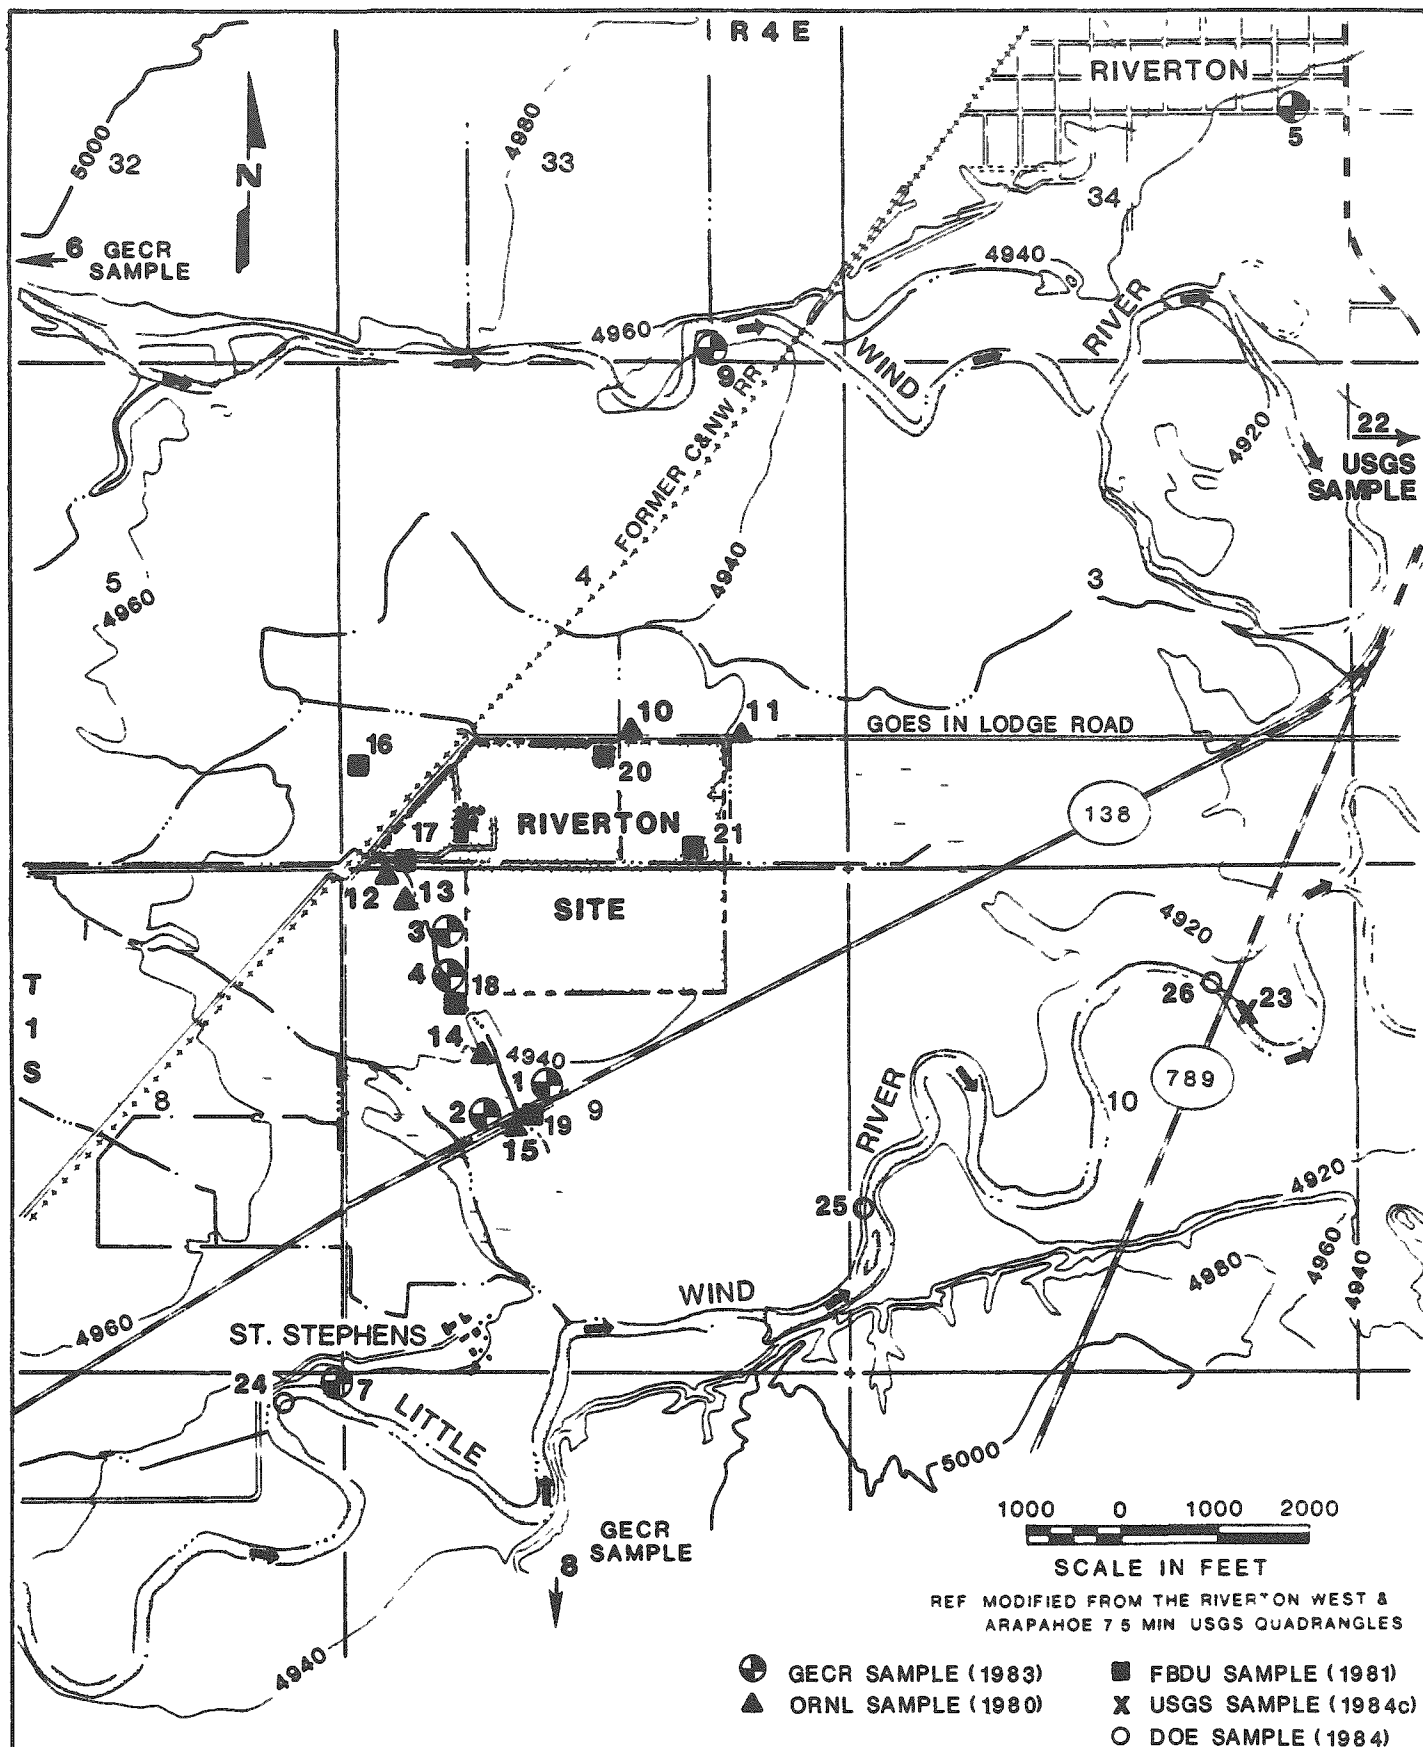 R 4 E
RIVERTON
5000
32
4980
33
5
N
34
6 GECR
SAMPLE
4940
RIVER
4960
9
WIND
22
USGS
SAMPLE
4920
FORMER C&NW RR
5
4960
4
4940
3
10
11
GOES IN LODGE ROAD
16
20
138
17
RIVERTON
21
12
13
SITE
3
4920
T
1
S
4
18
26
23
14
4940
1
789
8
2
9
10
19
15
RIVER
4920
25
4960
4940
4980
WIND
4960
ST. STEPHENS
24
7
LITTLE
5000
1000 0 1000 2000
SCALE IN FEET
GECR
SAMPLE
8
REF MODIFIED FROM THE RIVERTON WEST &
ARAPAHOE 7 5 MIN USGS QUADRANGLES
4940
GECR SAMPLE (1983)
ORNL SAMPLE (1980)
FBDU SAMPLE (1981)
X USGS SAMPLE (1984c)
DOE SAMPLE (1984)